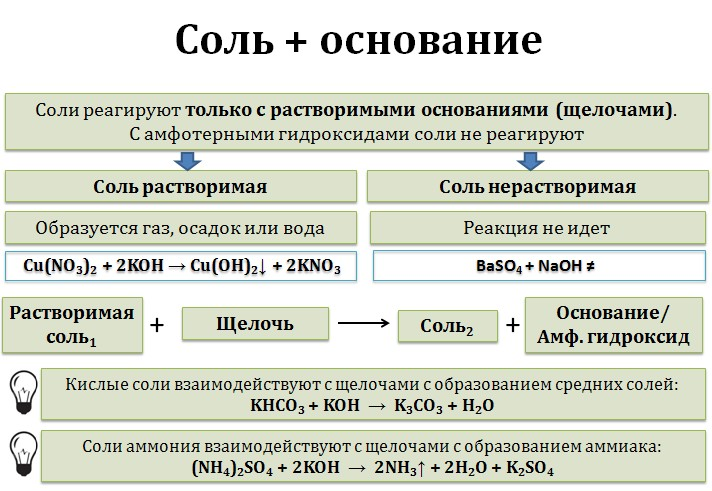 Соль + основание
Соли реагируют только с растворимыми основаниями (щелочами).
С амфотерными гидроксидами соли не реагируют
Соль растворимая
Соль нерастворимая
Образуется газ, осадок или вода
Реакция не идет
Cu(NO₃)₂ + 2KOH → Cu(OH)₂↓ + 2KNO₃
BaSO₄ + NaOH ≠
Растворимая
соль₁
+
Щелочь
→
Соль₂
+
Основание/
Амф. гидроксид
Кислые соли взаимодействуют с щелочами с образованием средних солей:
KHCO₃ + KOH → K₃CO₃ + H₂O
Соли аммония взаимодействуют с щелочами с образованием аммиака:
(NH₄)₂SO₄ + 2KOH → 2NH₃↑ + 2H₂O + K₂SO₄